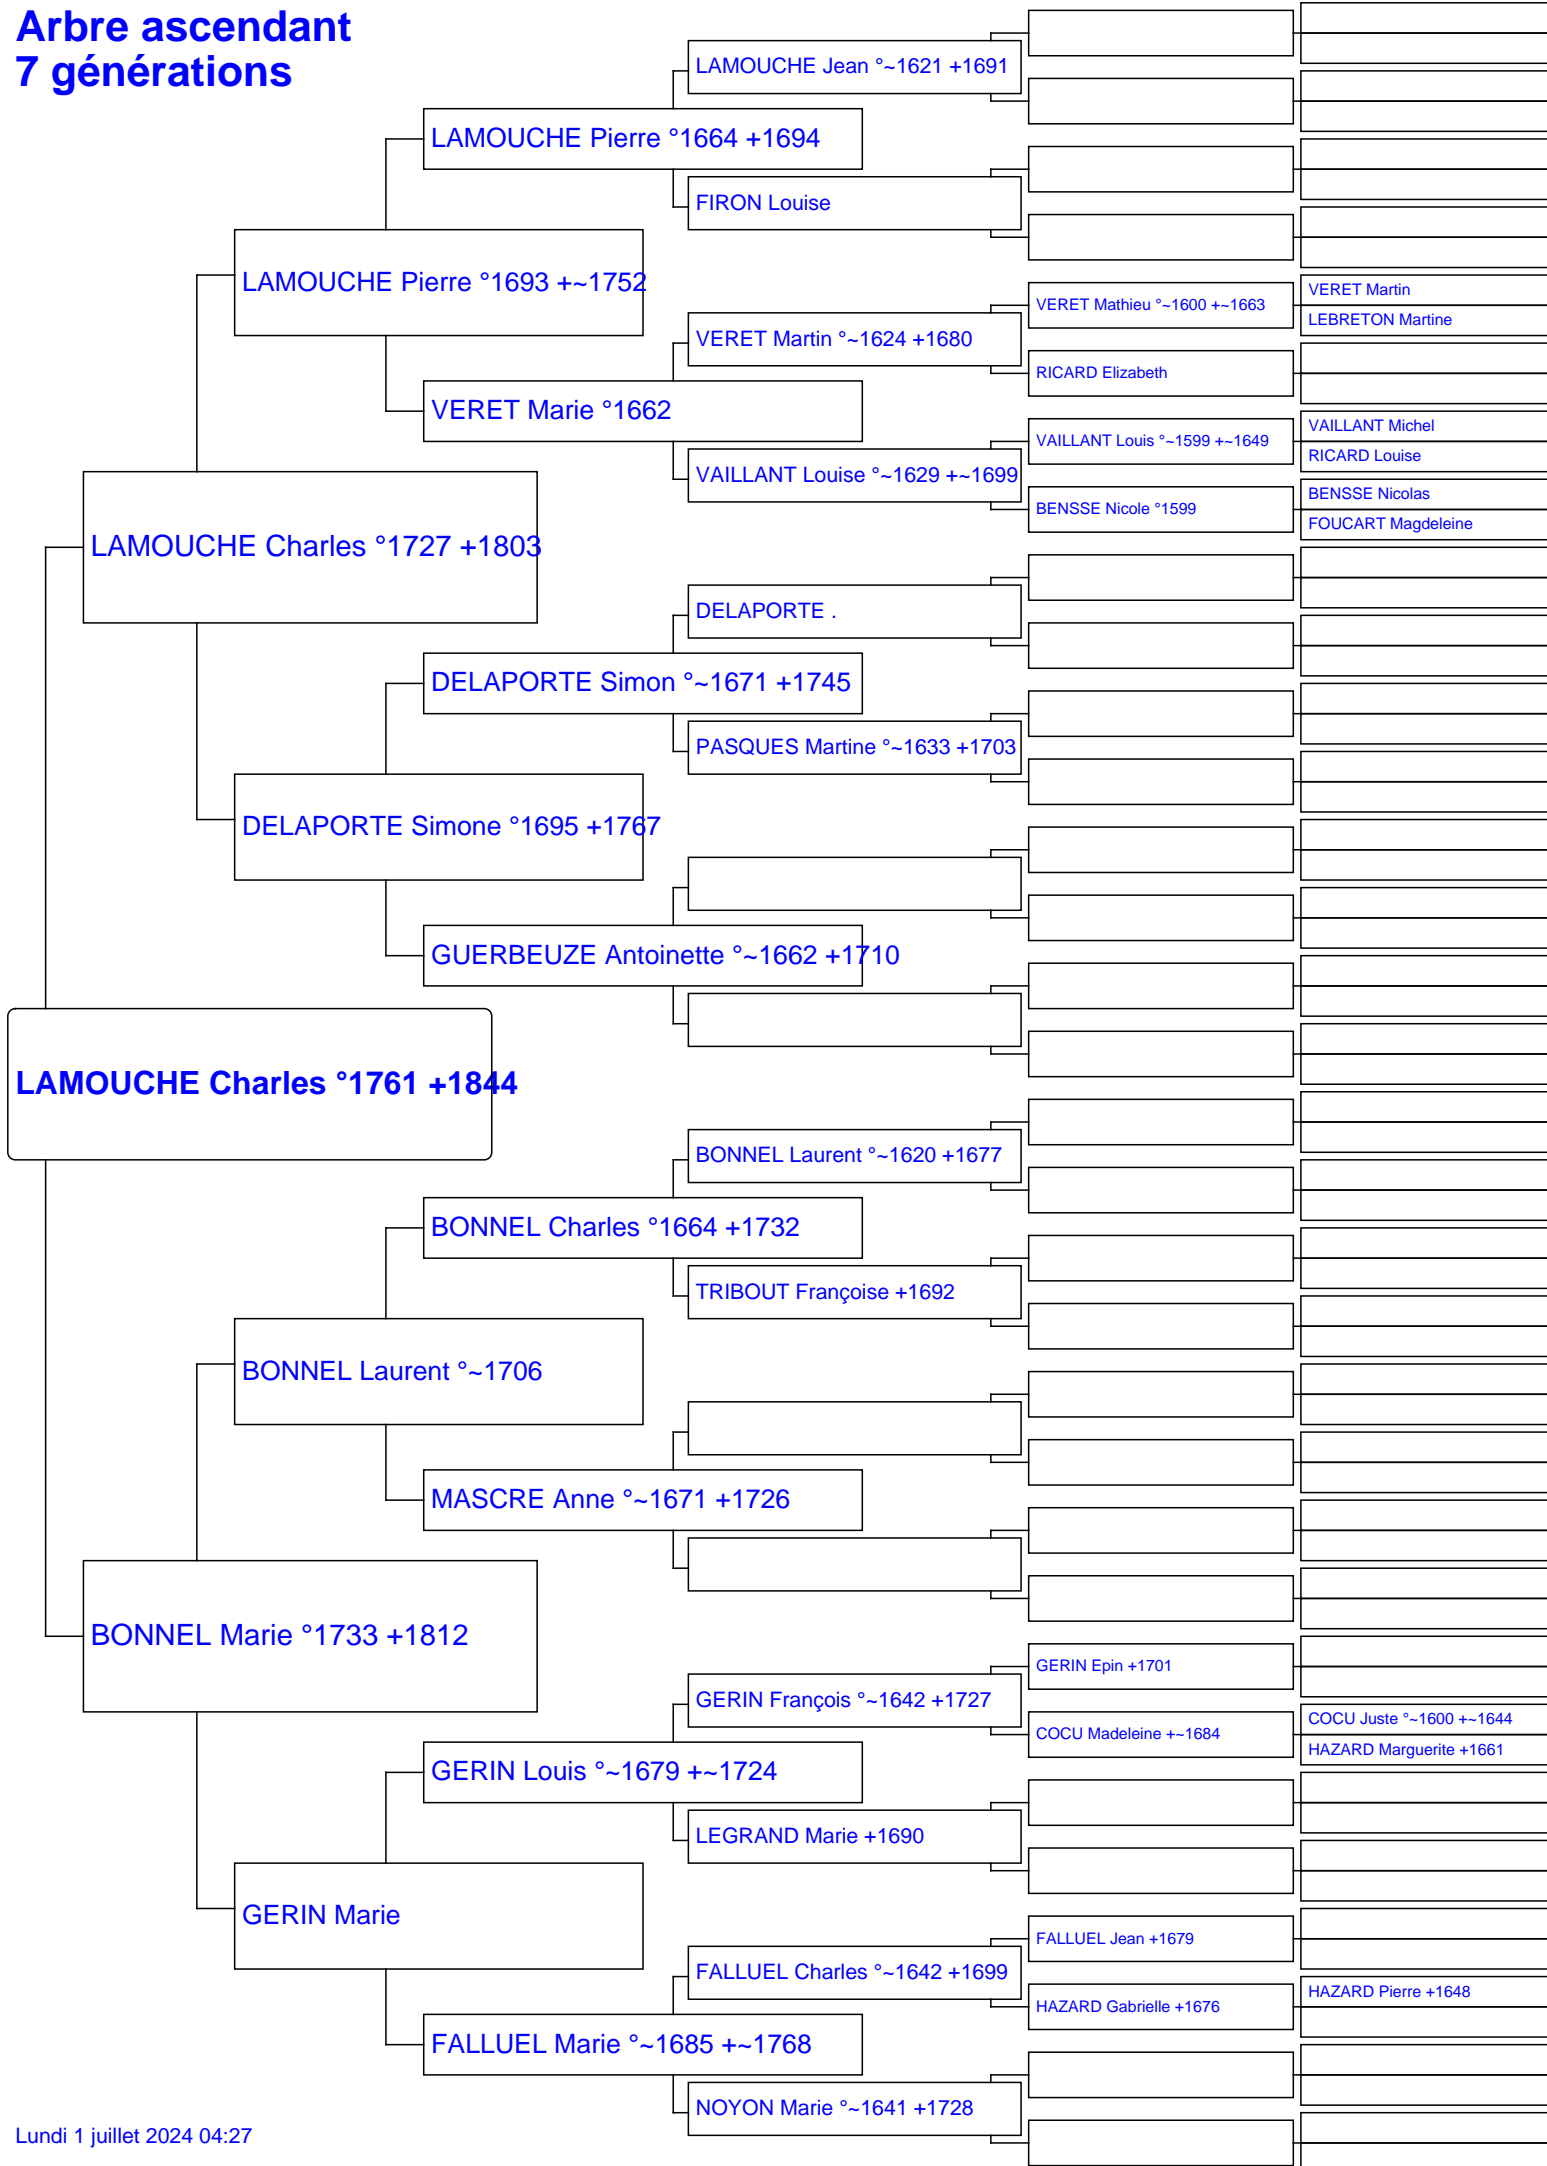 Arbre ascendant
7 générations
LAMOUCHE Jean °~1621 +1691
LAMOUCHE Pierre °1664 +1694
FIRON Louise
LAMOUCHE Pierre °1693 +~1752
VERET Mathieu °~1600 +~1663
VERET Martin
LEBRETON Martine
VERET Martin °~1624 +1680
RICARD Elizabeth
VERET Marie °1662
VAILLANT Louis °~1599 +~1649
VAILLANT Michel
RICARD Louise
VAILLANT Louise °~1629 +~1699
BENSSE Nicole °1599
BENSSE Nicolas
FOUCART Magdeleine
LAMOUCHE Charles °1727 +1803
DELAPORTE .
DELAPORTE Simon °~1671 +1745
PASQUES Martine °~1633 +1703
DELAPORTE Simone °1695 +1767
GUERBEUZE Antoinette °~1662 +1710
LAMOUCHE Charles °1761 +1844
BONNEL Laurent °~1620 +1677
BONNEL Charles °1664 +1732
TRIBOUT Françoise +1692
BONNEL Laurent °~1706
MASCRE Anne °~1671 +1726
BONNEL Marie °1733 +1812
GERIN Epin +1701
GERIN François °~1642 +1727
COCU Madeleine +~1684
COCU Juste °~1600 +~1644
HAZARD Marguerite +1661
GERIN Louis °~1679 +~1724
LEGRAND Marie +1690
GERIN Marie
FALLUEL Jean +1679
FALLUEL Charles °~1642 +1699
HAZARD Gabrielle +1676
HAZARD Pierre +1648
FALLUEL Marie °~1685 +~1768
NOYON Marie °~1641 +1728
Lundi 1 juillet 2024 04:27